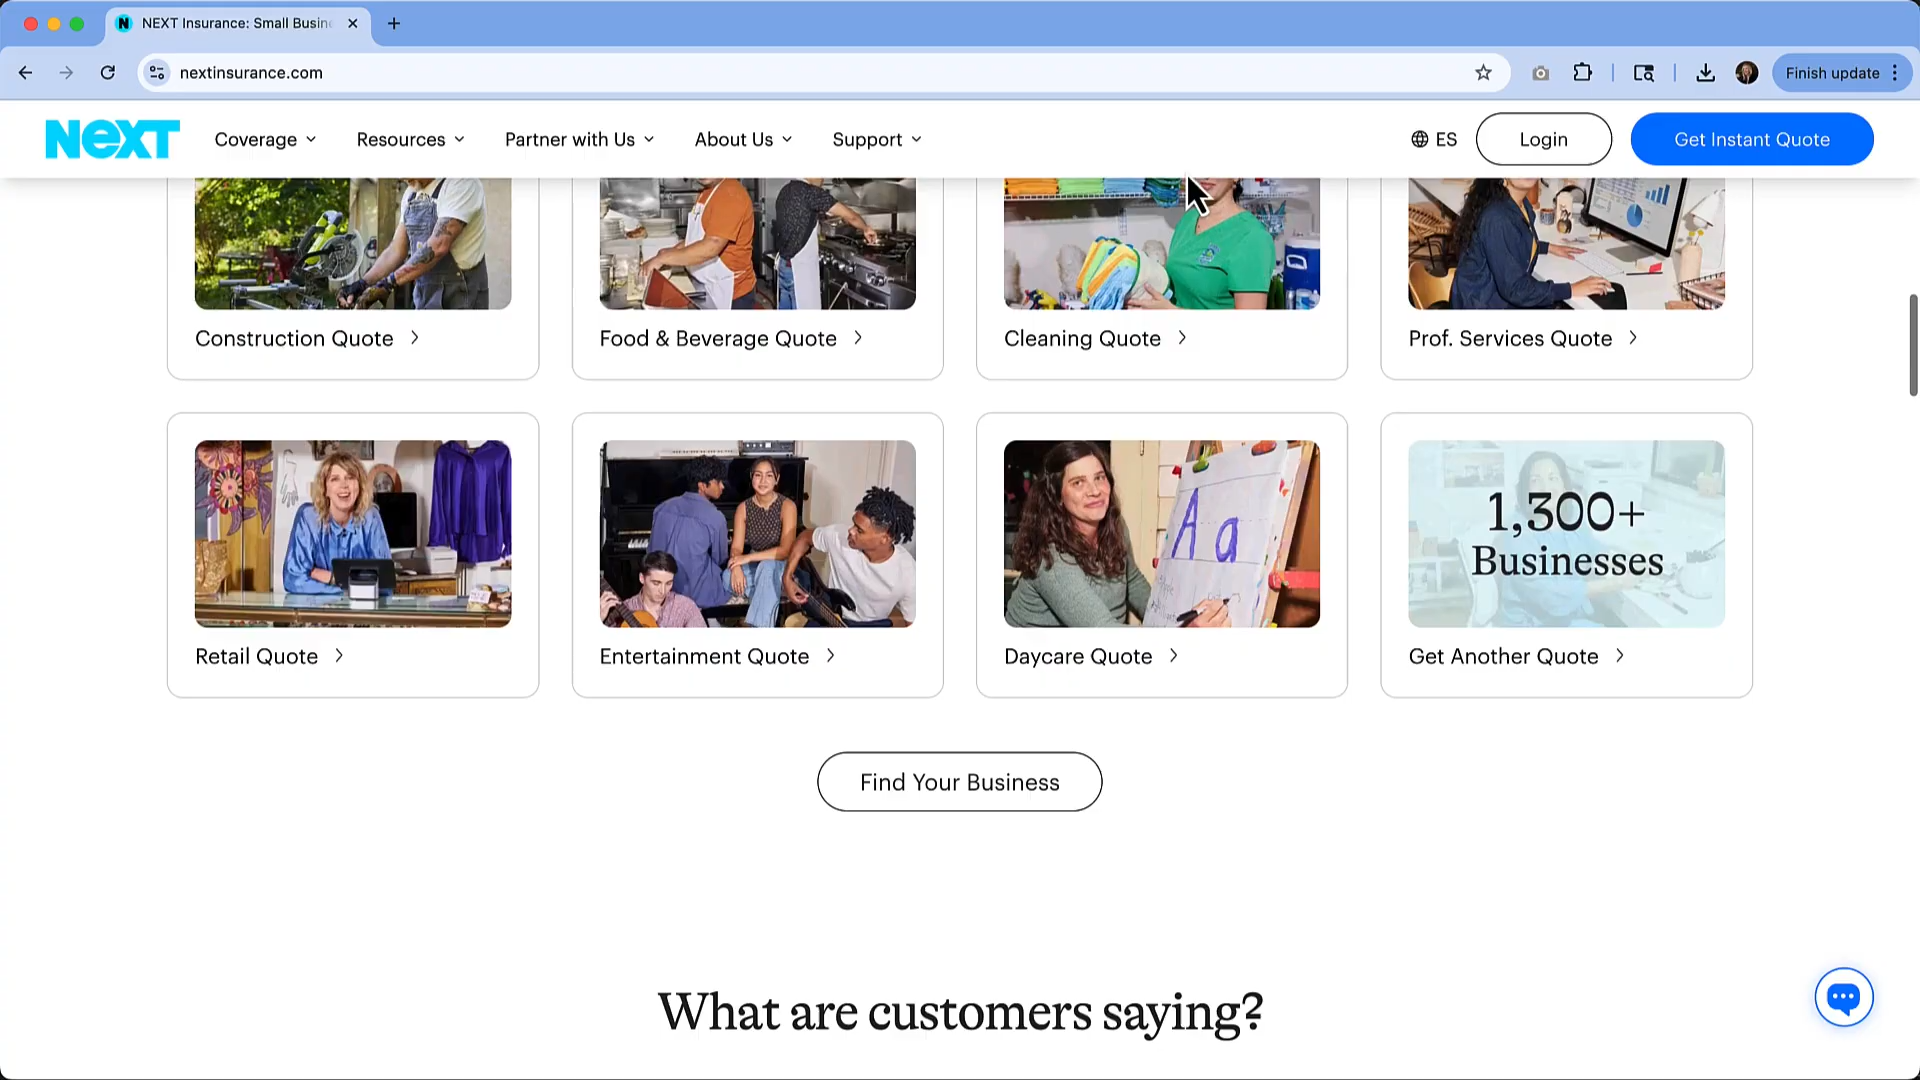 NEXT Insurance: Small Busin
nextinsurance.com
Finish update
NEXT
Coverage
Resources
Partner with Us
About Us
Support
ES
Login
Get Instant Quote
Construction Quote
Food & Beverage Quote
Cleaning Quote
Prof. Services Quote
A a
1,300+
Businesses
Retail Quote
Entertainment Quote
Daycare Quote
Get Another Quote
Find Your Business
What are customers saying?